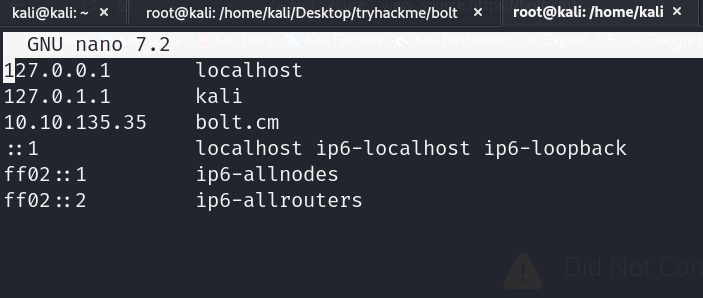 kali@kali: ~ × root@kali: /home/kali/Desktop/tryhackme/bolt × root@kali: /home/kali ×
GNU nano 7.2
127.0.0.1 localhost
127.0.1.1 kali
10.10.135.35 bolt.cm
::1 localhost ip6-localhost ip6-loopback
ff02::1 ip6-allnodes
ff02::2 ip6-allrouters
Did Not Con